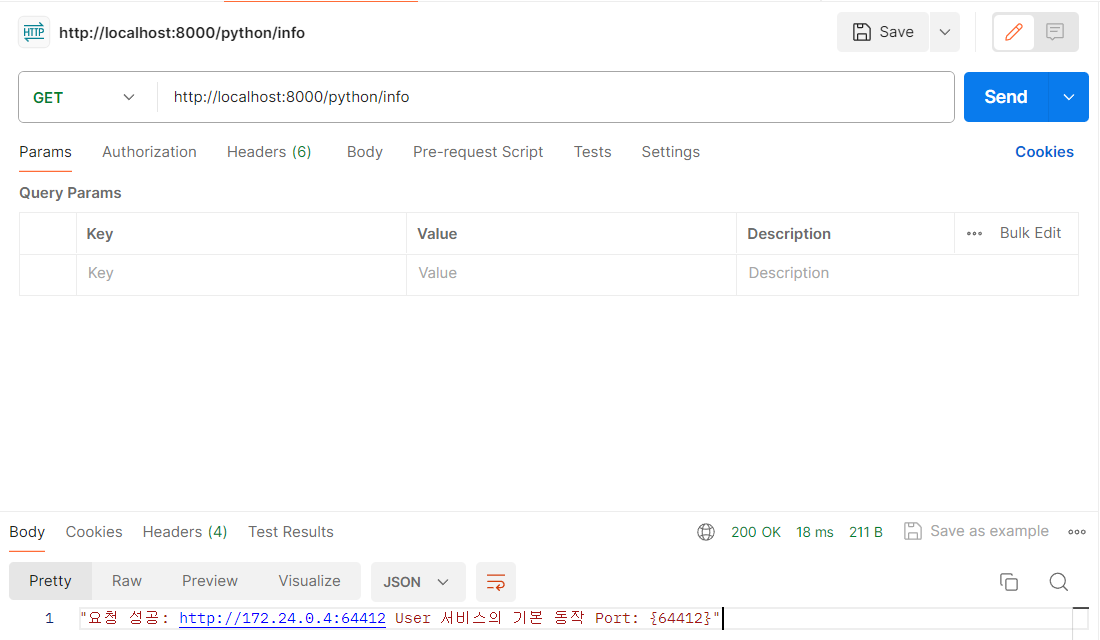 HTTP http://localhost:8000/python/info Save
GET http://localhost:8000/python/info Send
Params Authorization Headers (6) Body Pre-request Script Tests Settings Cookies
Query Params
Key Value Description Bulk Edit
Key Value Description
Body Cookies Headers (4) Test Results 200 OK 18 ms 211 B Save as example
Pretty Raw Preview Visualize JSON
1 "요청 성공: http://172.24.0.4:64412 User 서비스의 기본 동작 Port: {64412}"